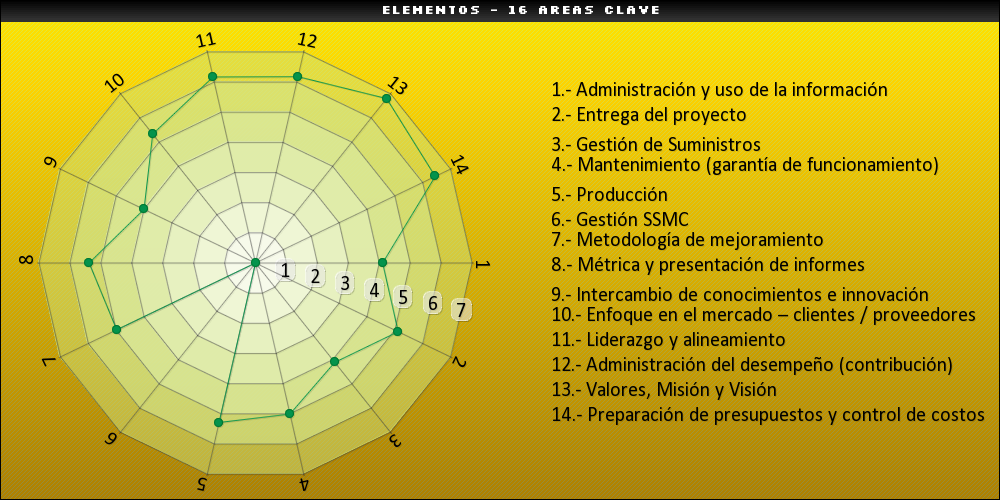 ELEMENTOS - 16 AREAS CLAVE
11
12
10
13
9
14
8
1
1
2
3
4
5
6
7
7
2
6
3
5
4
1.- Administración y uso de la información
2.- Entrega del proyecto
3.- Gestión de Suministros
4.- Mantenimiento (garantía de funcionamiento)
5.- Producción
6.- Gestión SSMC
7.- Metodología de mejoramiento
8.- Métrica y presentación de informes
9.- Intercambio de conocimientos e innovación
10.- Enfoque en el mercado – clientes / proveedores
11.- Liderazgo y alineamiento
12.- Administración del desempeño (contribución)
13.- Valores, Misión y Visión
14.- Preparación de presupuestos y control de costos